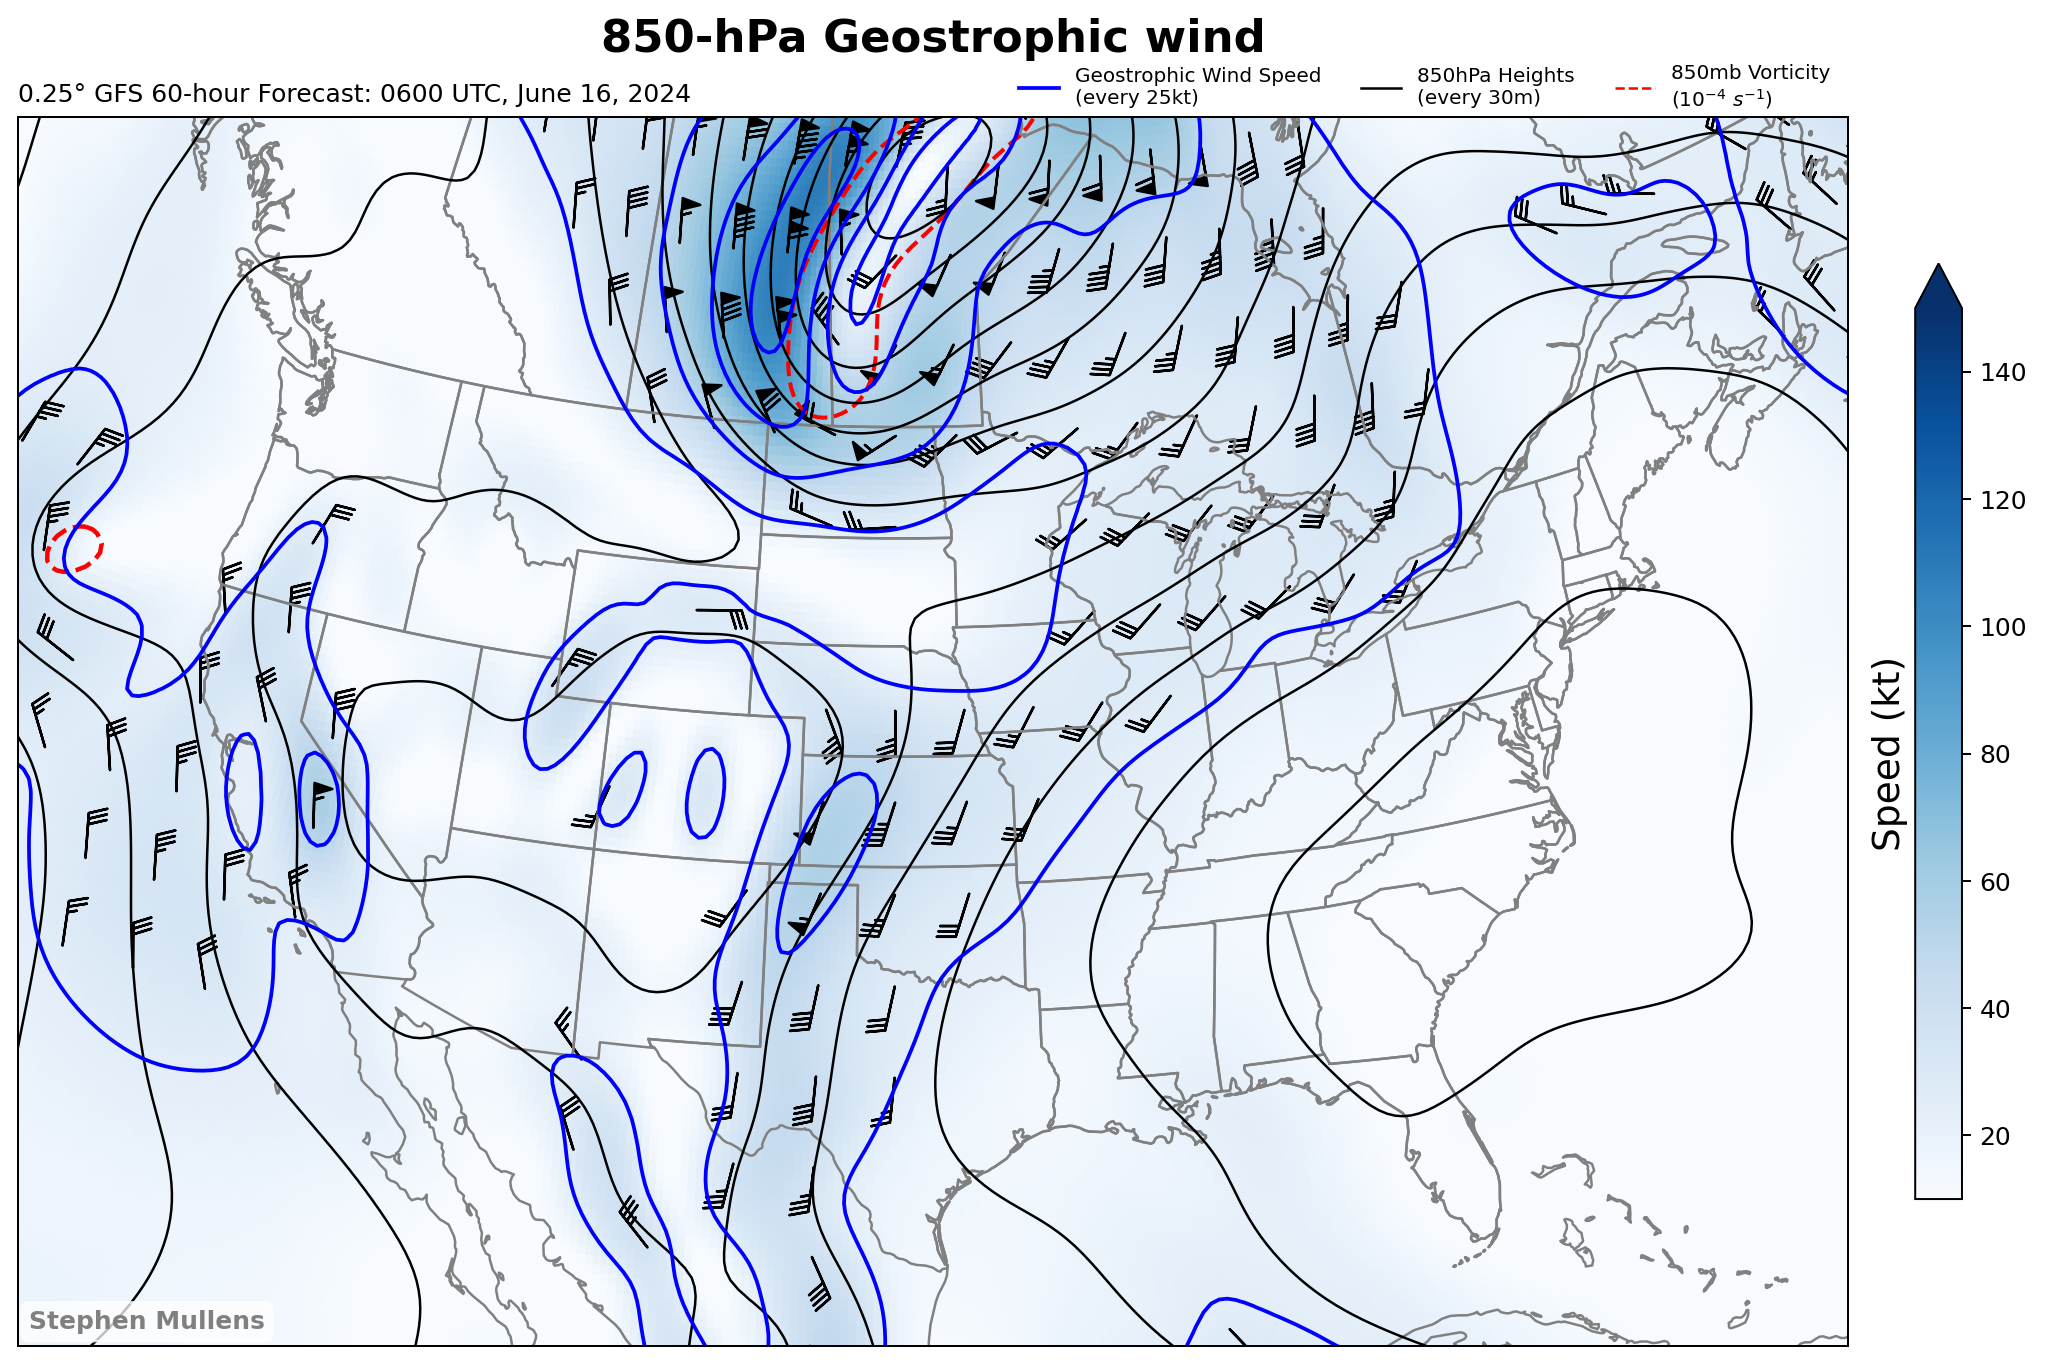 850-hPa Geostrophic wind
0.25° GFS 60-hour Forecast: 0600 UTC, June 16, 2024
Geostrophic Wind Speed
(every 25kt)
850hPa Heights
(every 30m)
850mb Vorticity
(10⁻⁴ s⁻¹)
140
120
100
80
60
40
20
Speed (kt)
Stephen Mullens